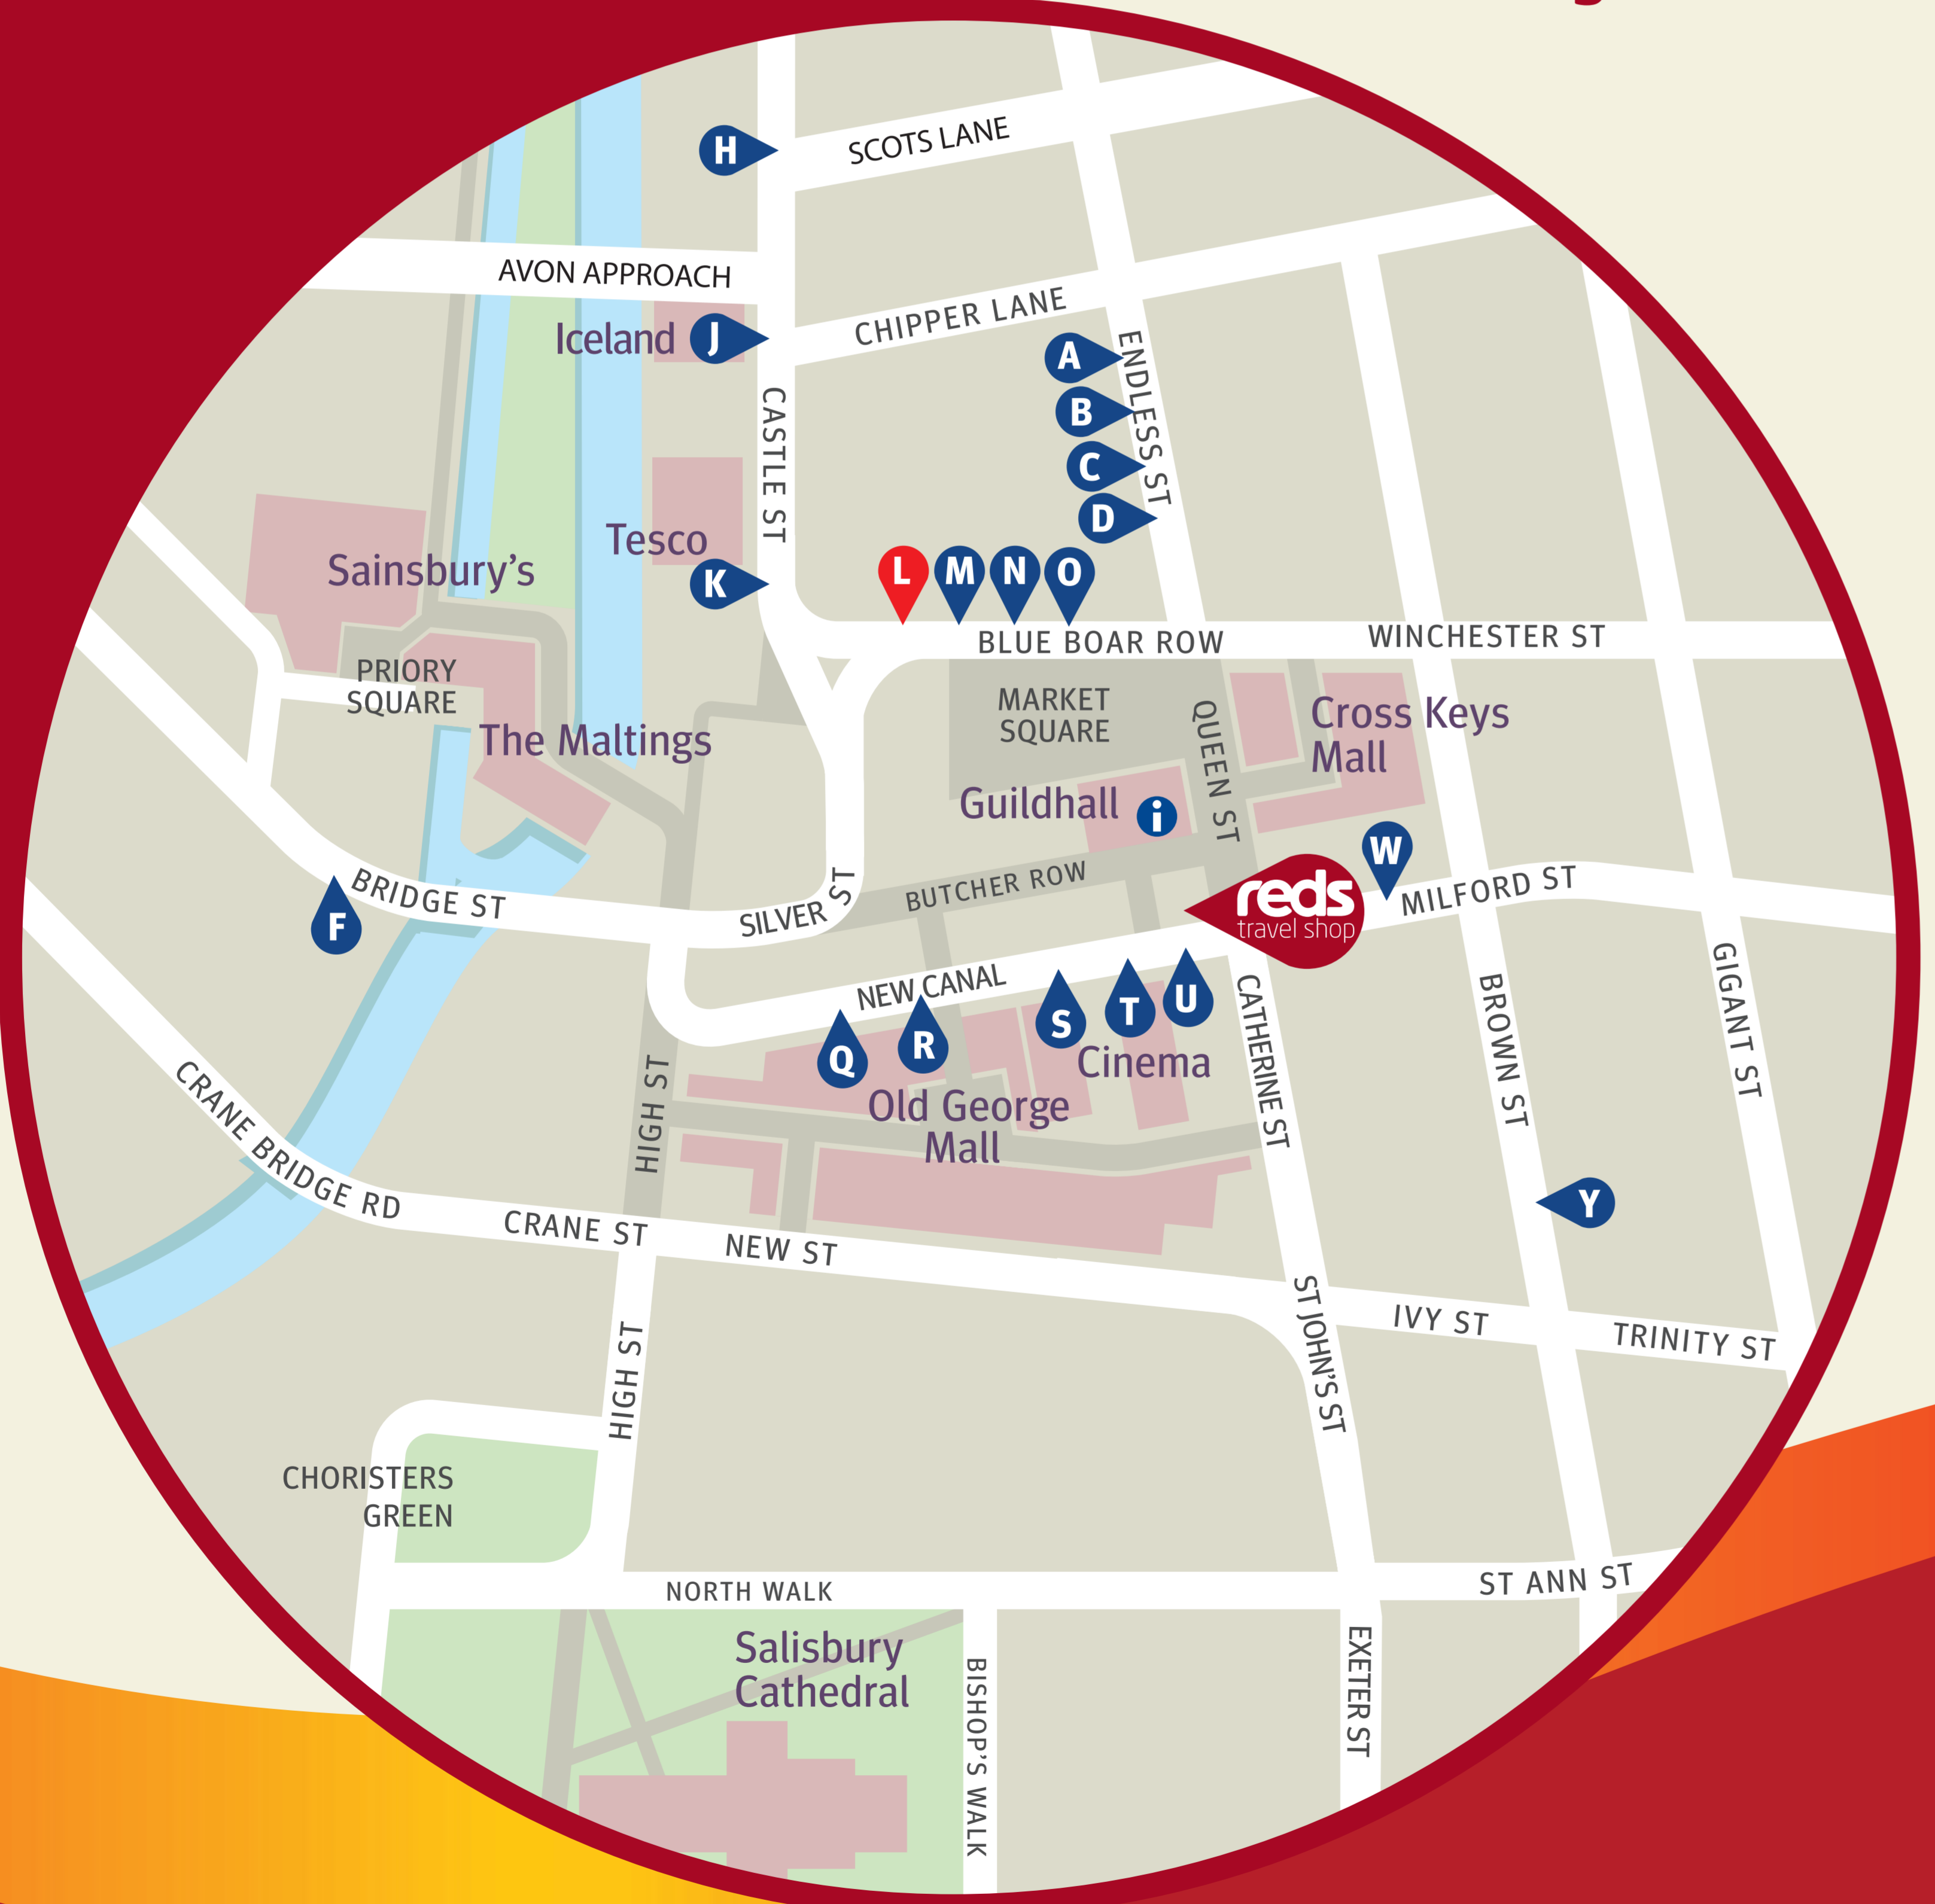 H
SCOTS LANE
AVON APPROACH
Iceland
J
CHIPPER LANE
A
ENDLESS ST
B
CASTLE ST
C
D
Tesco
Sainsbury's
K
L
M
N
O
BLUE BOAR ROW
WINCHESTER ST
PRIORY
SQUARE
MARKET
SQUARE
QUEEN ST
Cross Keys
Mall
The Maltings
Guildhall
i
W
BRIDGE ST
F
SILVER ST
BUTCHER ROW
reds
travel shop
MILFORD ST
NEW CANAL
Q
R
S
T
U
Cinema
CATHERINE ST
BROWN ST
GIGANT ST
Old George
Mall
HIGH ST
CRANE BRIDGE RD
CRANE ST
NEW ST
Y
ST JOHN'S ST
IVY ST
TRINITY ST
HIGH ST
CHORISTERS
GREEN
NORTH WALK
ST ANN ST
Salisbury
Cathedral
BISHOP'S WALK
EXETER ST